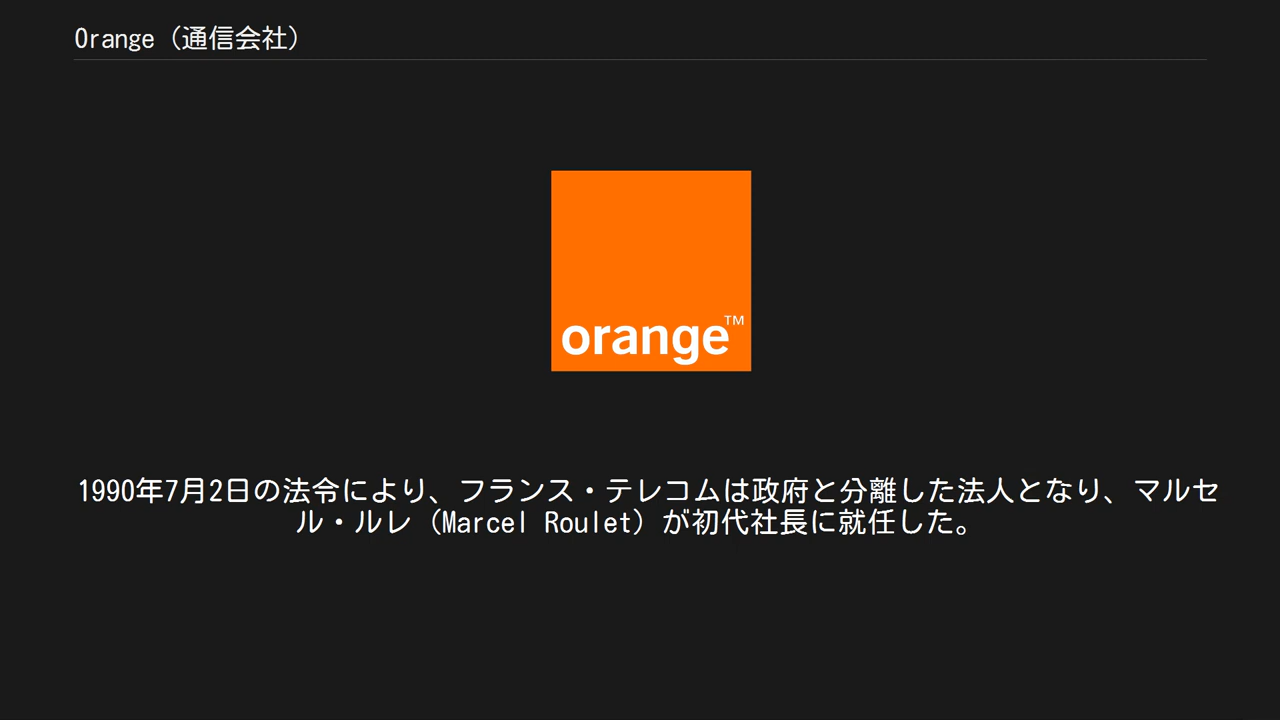 Orange（通信会社）
orange™
1990年7月2日の法令により、フランス・テレコムは政府と分離した法人となり、マルセ
ル・ルレ（Marcel Roulet）が初代社長に就任した。